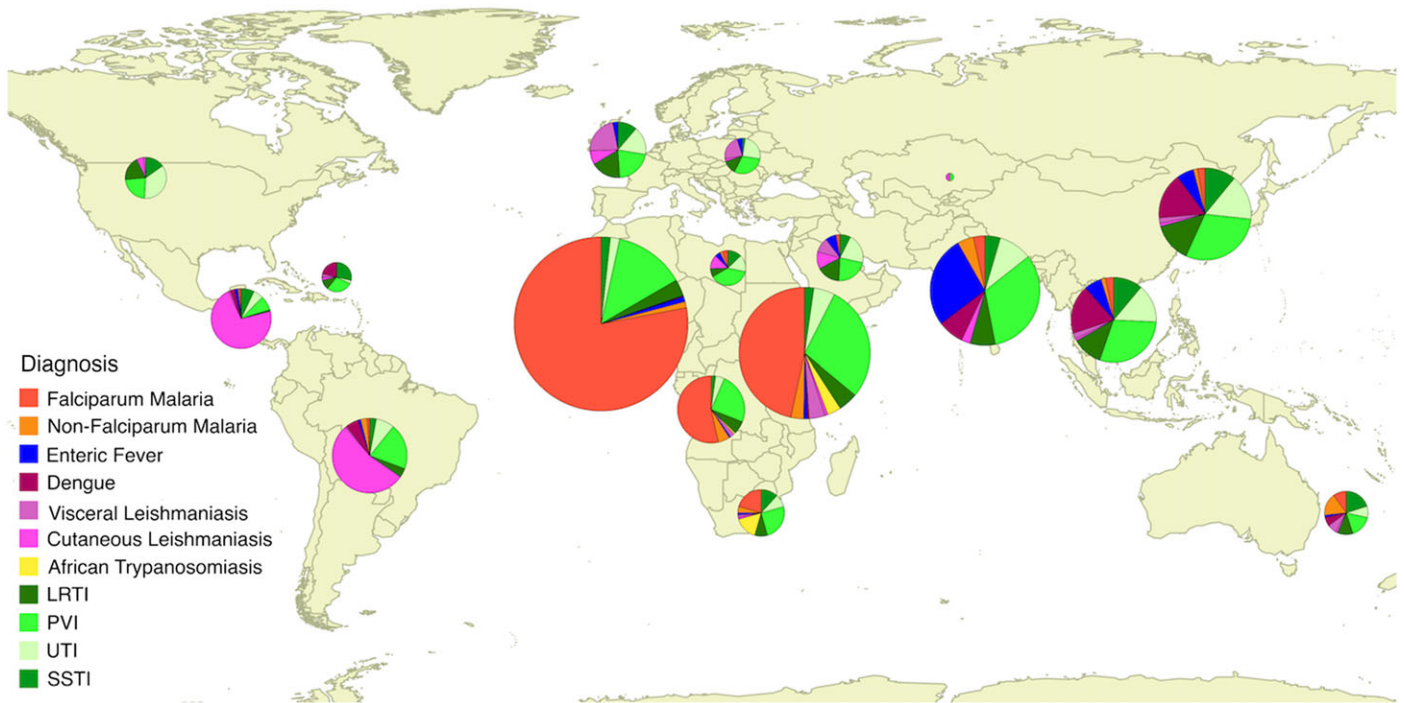 Diagnosis
Falciparum Malaria
Non-Falciparum Malaria
Enteric Fever
Dengue
Visceral Leishmaniasis
Cutaneous Leishmaniasis
African Trypanosomiasis
LRTI
PVI
UTI
SSTI